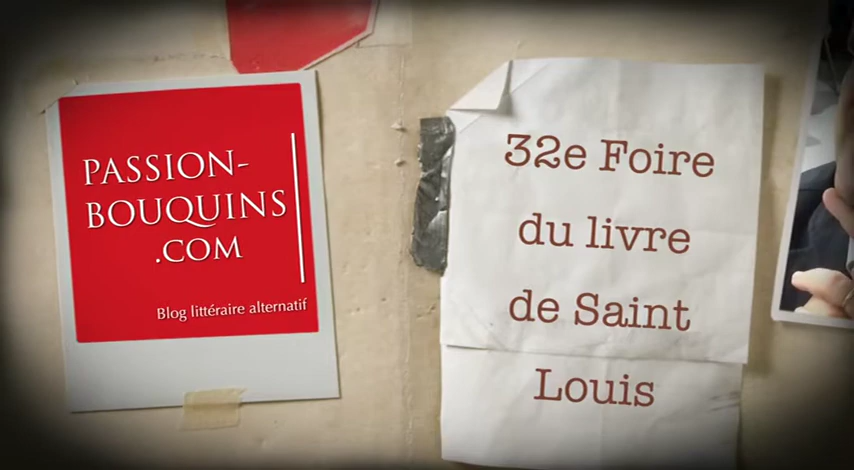 PASSION-
BOUQUINS
.COM
Blog littéraire alternatif
32e Foire
du livre
de Saint
Louis